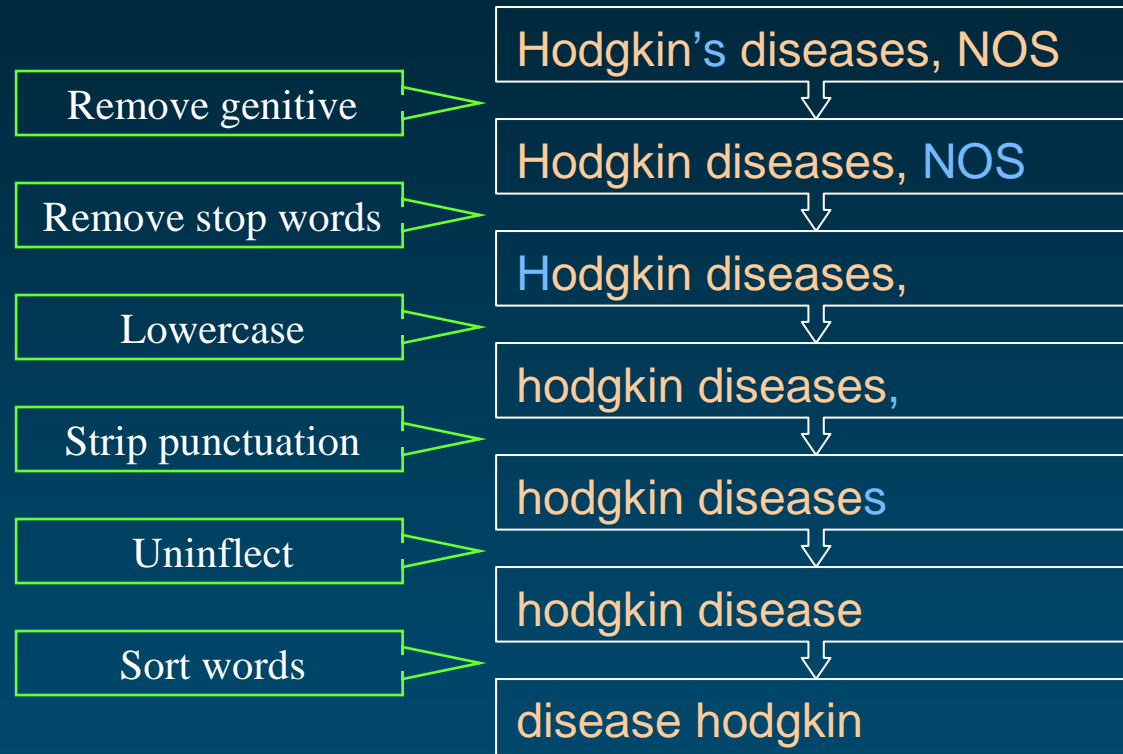 Hodgkin’s diseases, NOS
Remove genitive
Hodgkin diseases, NOS
Remove stop words
Hodgkin diseases,
Lowercase
hodgkin diseases,
Strip punctuation
hodgkin diseases
Uninflect
hodgkin disease
Sort words
disease hodgkin